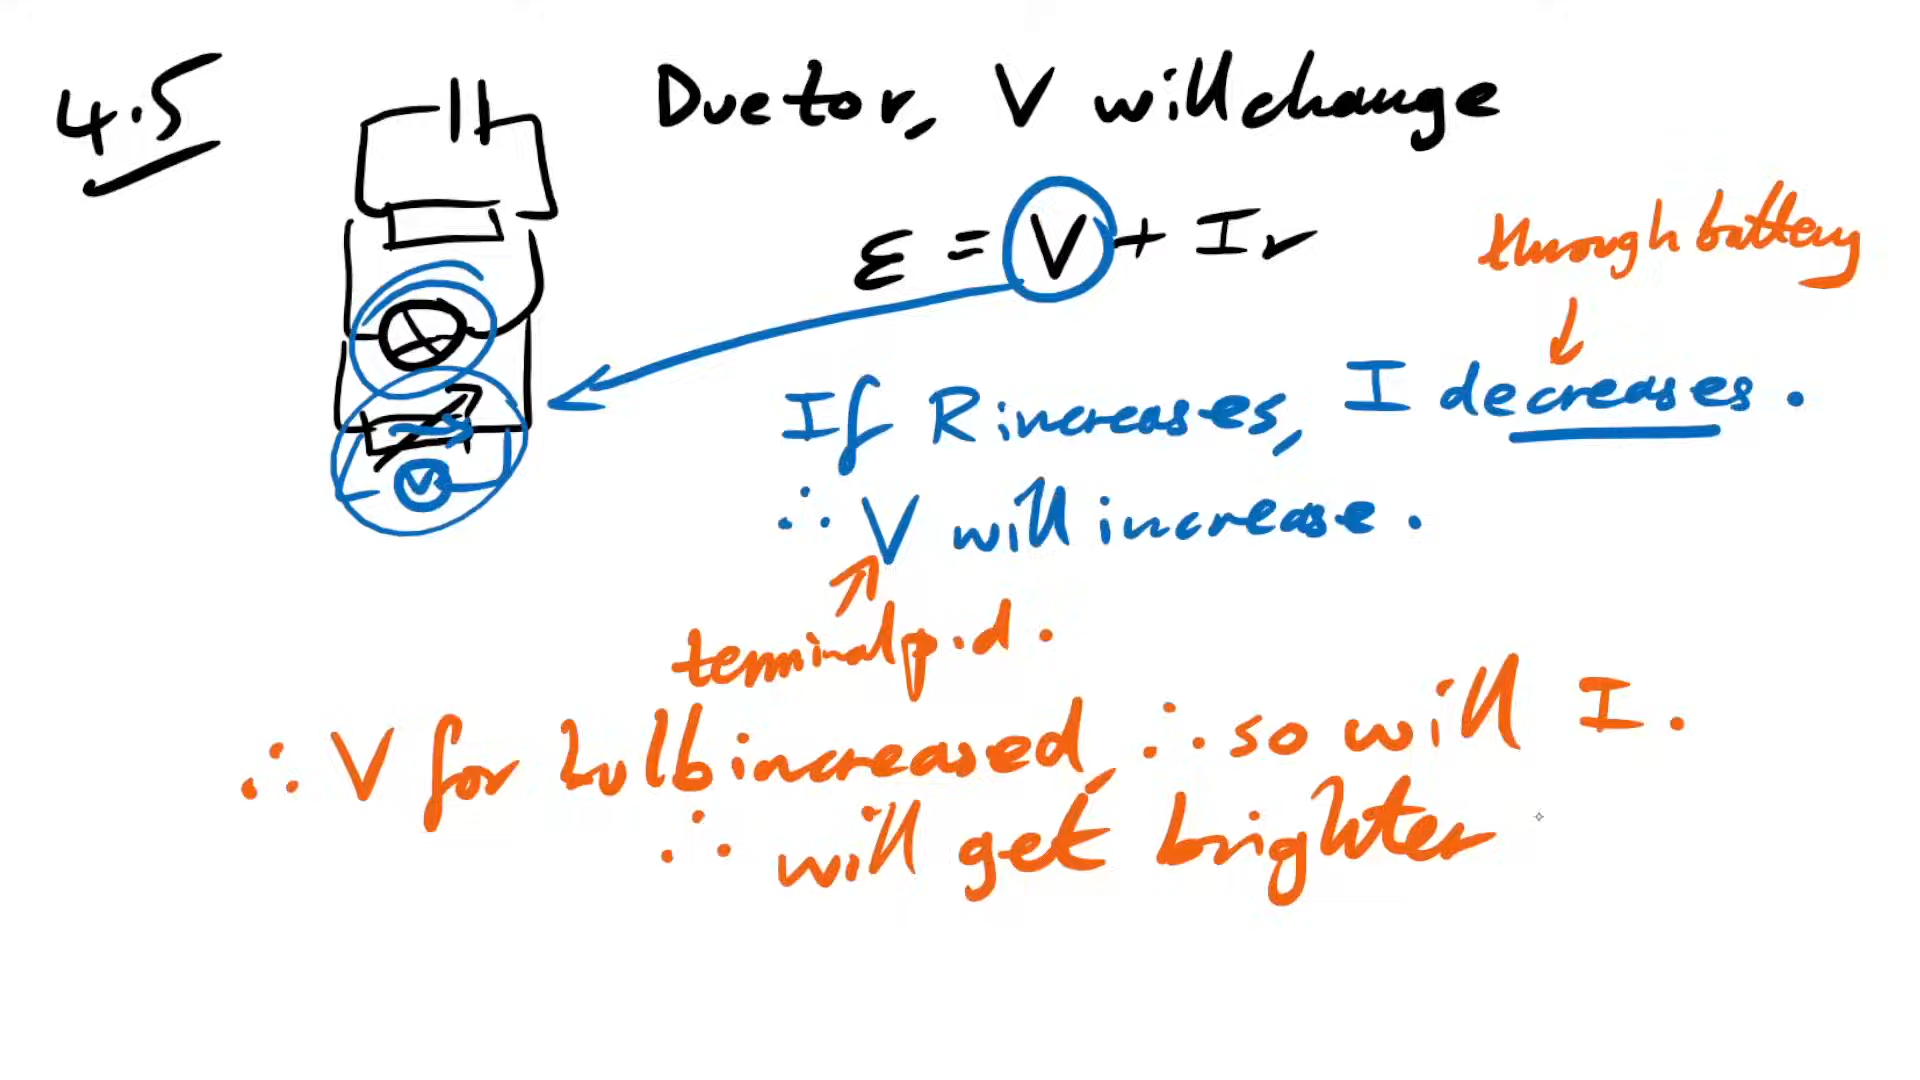 4.5
Due to r, V will change
ε = V + Ir
through battery
If R increases, I decreases.
∴ V will increase.
terminal p.d.
∴ V for bulb increased, ∴ so will I.
∴ will get brighter
V